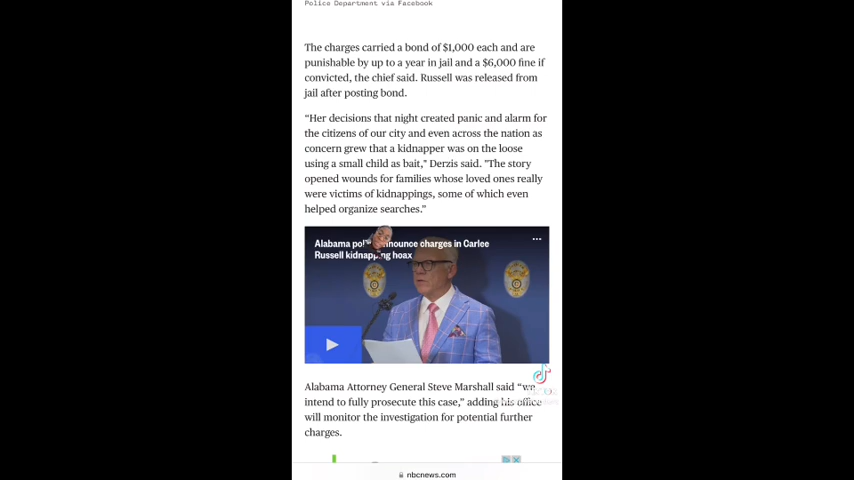 Police Department via Facebook
The charges carried a bond of $1,000 each and are
punishable by up to a year in jail and a $6,000 fine if
convicted, the chief said. Russell was released from
jail after posting bond.
“Her decisions that night created panic and alarm for
the citizens of our city and even across the nation as
concern grew that a kidnapper was on the loose
using a small child as bait,” Derzis said. "The story
opened wounds for families whose loved ones really
were victims of kidnappings, some of which even
helped organize searches.”
Alabama announce charges in Carlee
Russell kidnapping hoax
Alabama Attorney General Steve Marshall said “we
intend to fully prosecute this case,” adding his office
will monitor the investigation for potential further
charges.
nbcnews.com